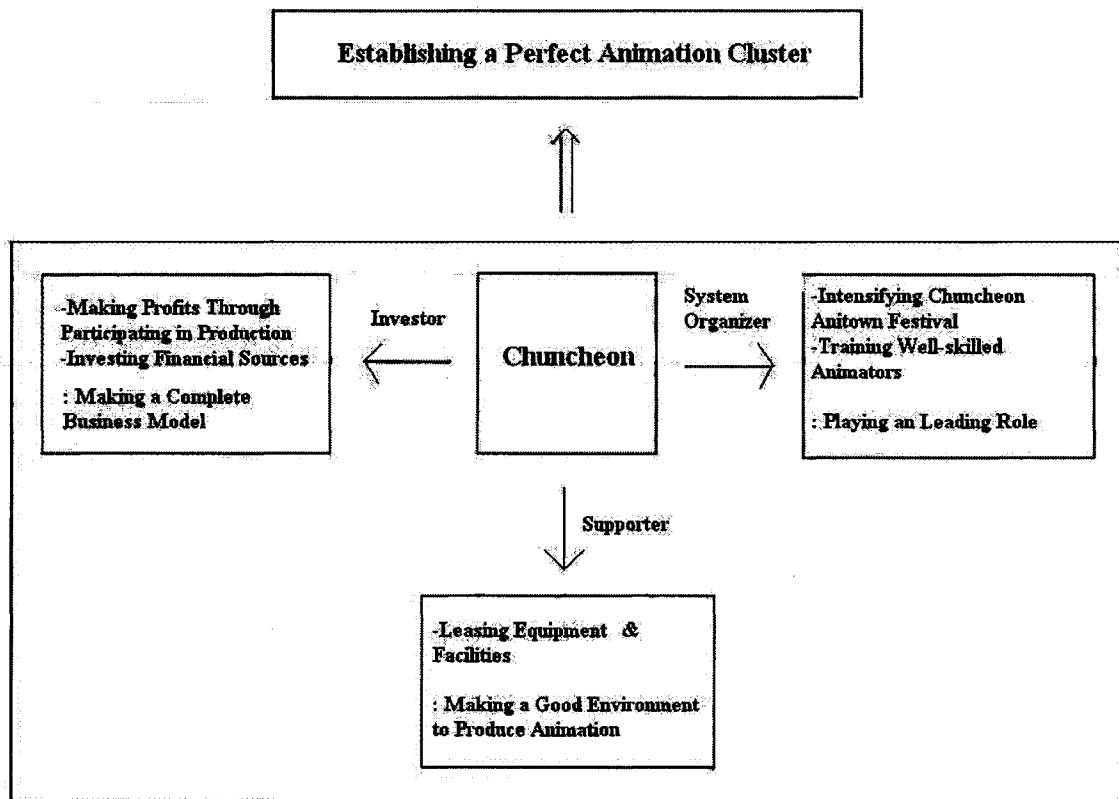 Establishing a Perfect Animation Cluster
-Making Profits Through
Participating in Production
-Investing Financial Sources
: Making a Complete
Business Model
Investor
Chuncheon
System
Organizer
-Intensifying Chuncheon
Anitown Festival
-Training Well-skilled
Animators
: Playing an Leading Role
Supporter
-Leasing Equipment &
Facilities
: Making a Good Environment
to Produce Animation